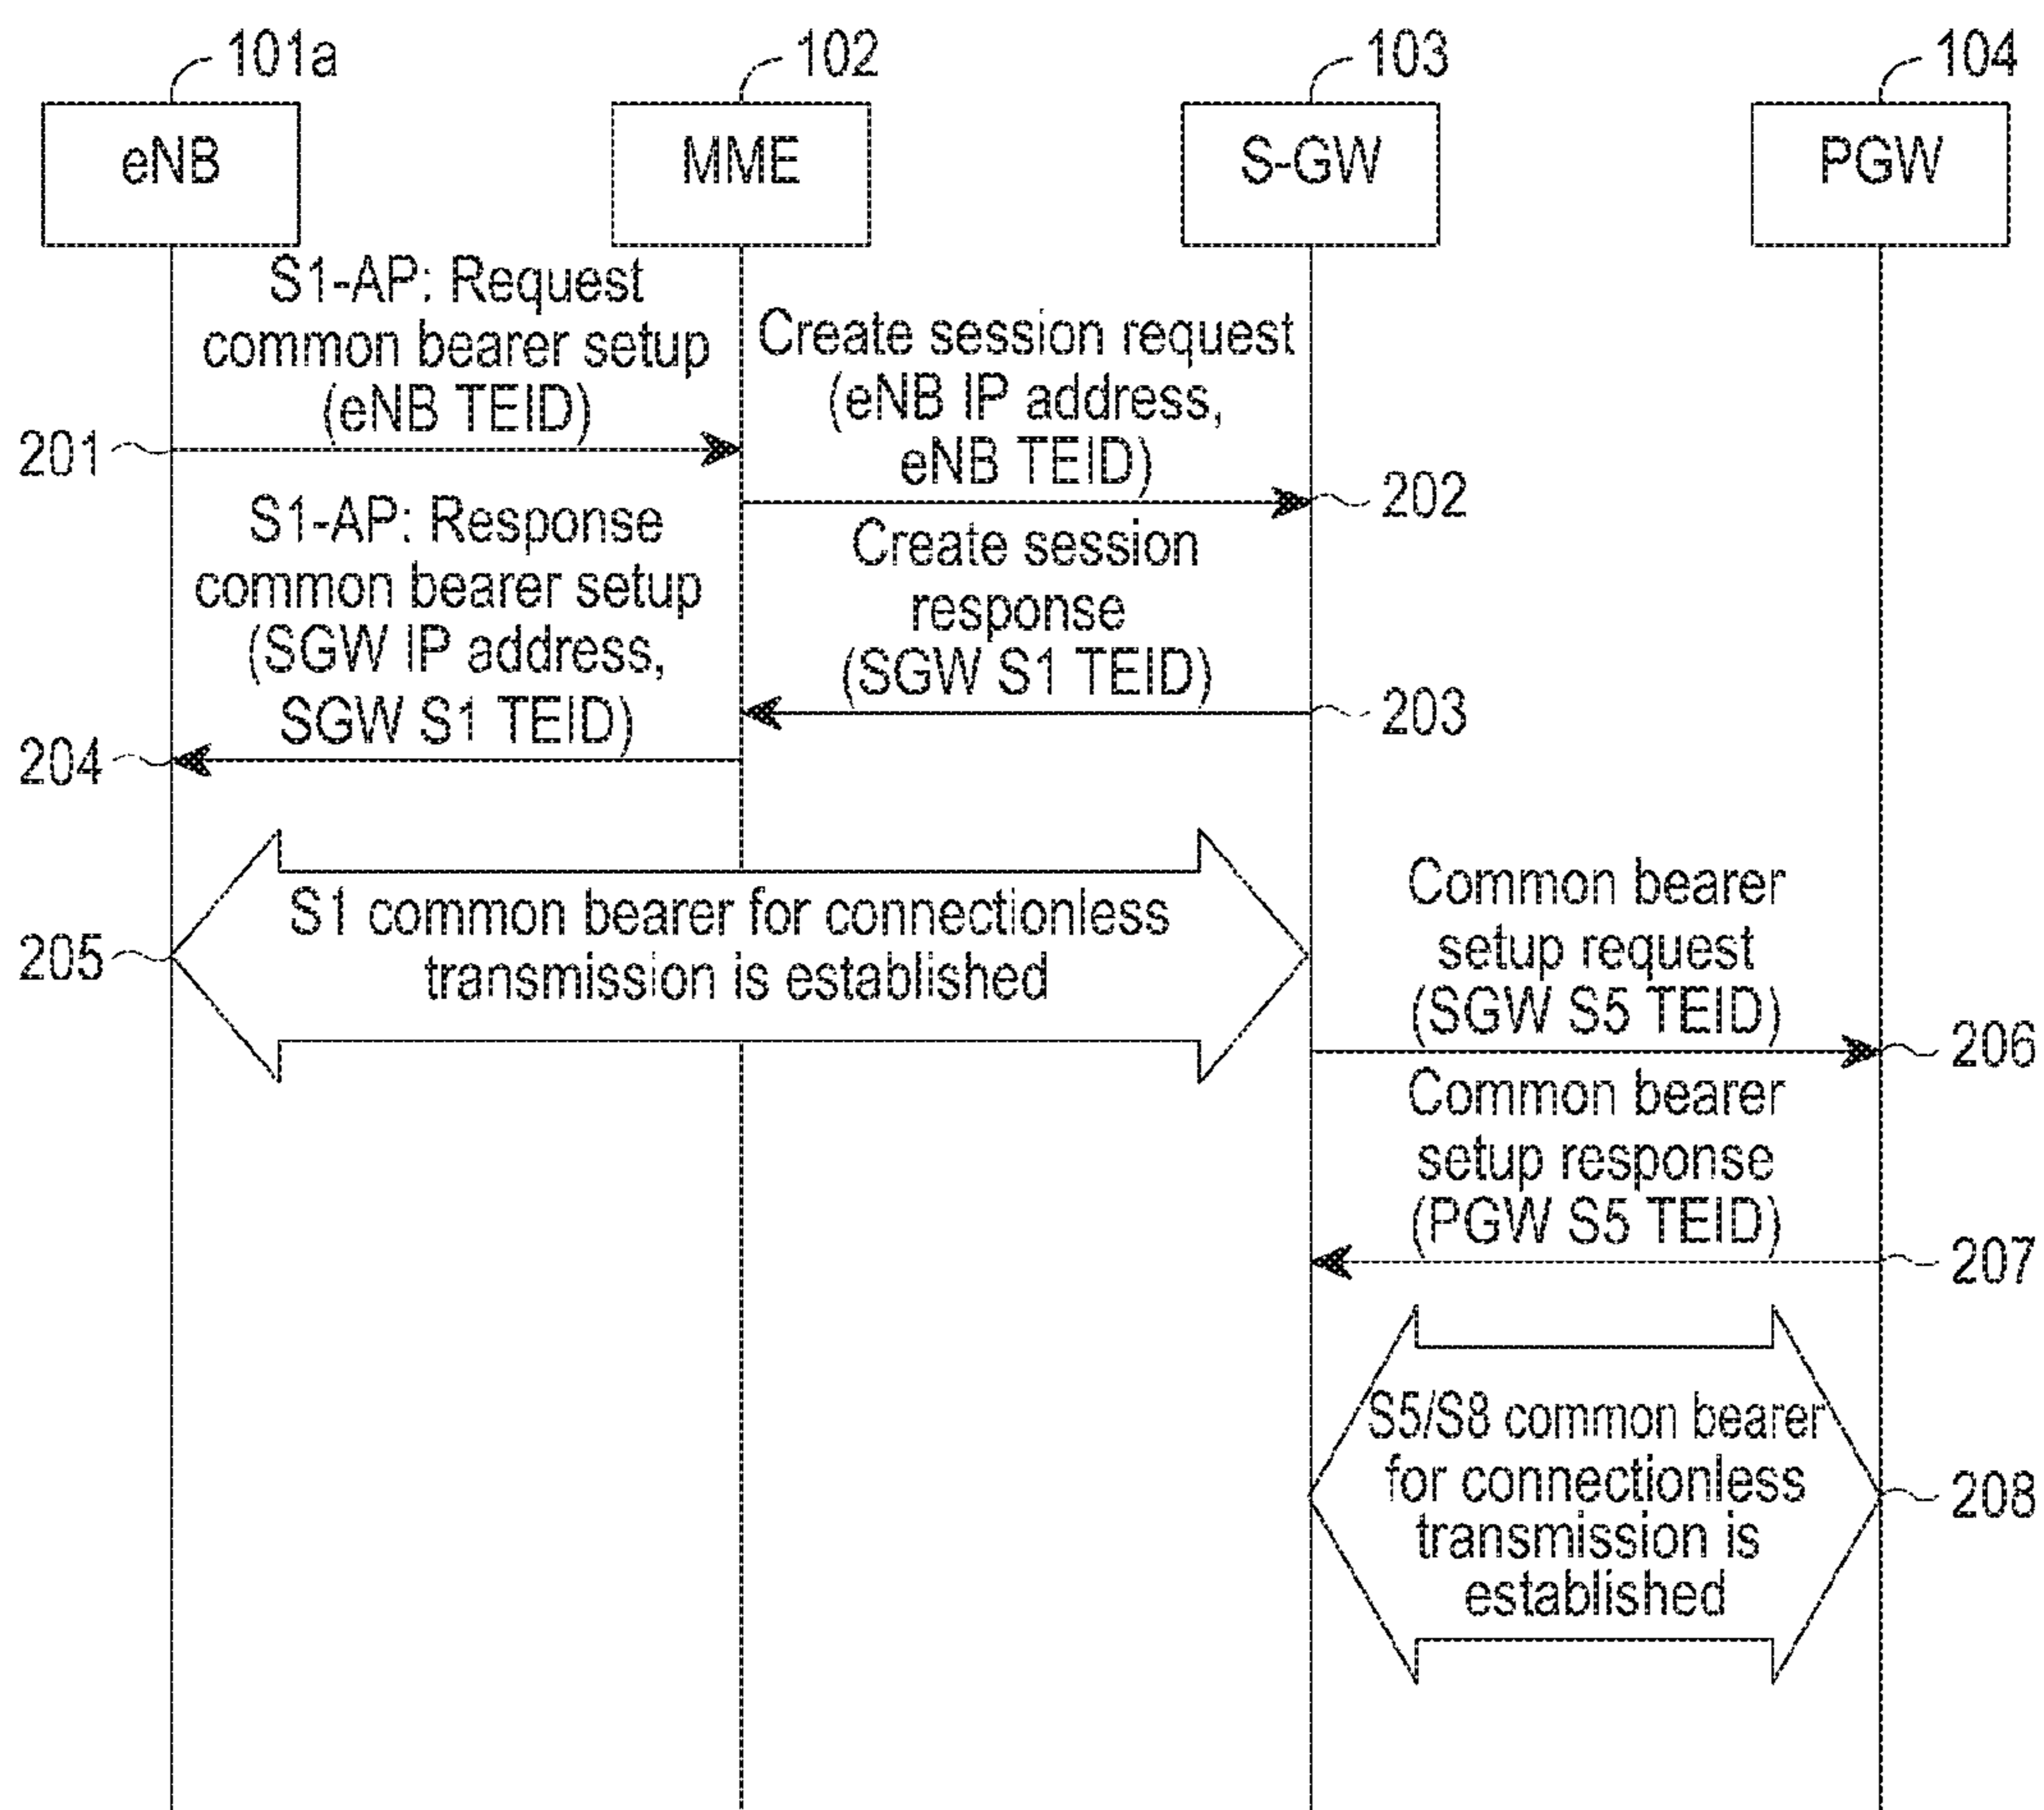 101a
102
103
104
eNB
MME
S-GW
PGW
S1-AP: Request
common bearer setup
(eNB TEID)
201
Create session request
(eNB IP address,
eNB TEID)
202
Create session
response
(SGW S1 TEID)
203
S1-AP: Response
common bearer setup
(SGW IP address,
SGW S1 TEID)
204
S1 common bearer for connectionless
transmission is established
205
Common bearer
setup request
(SGW S5 TEID)
206
Common bearer
setup response
(PGW S5 TEID)
207
S5/S8 common bearer
for connectionless
transmission is
established
208